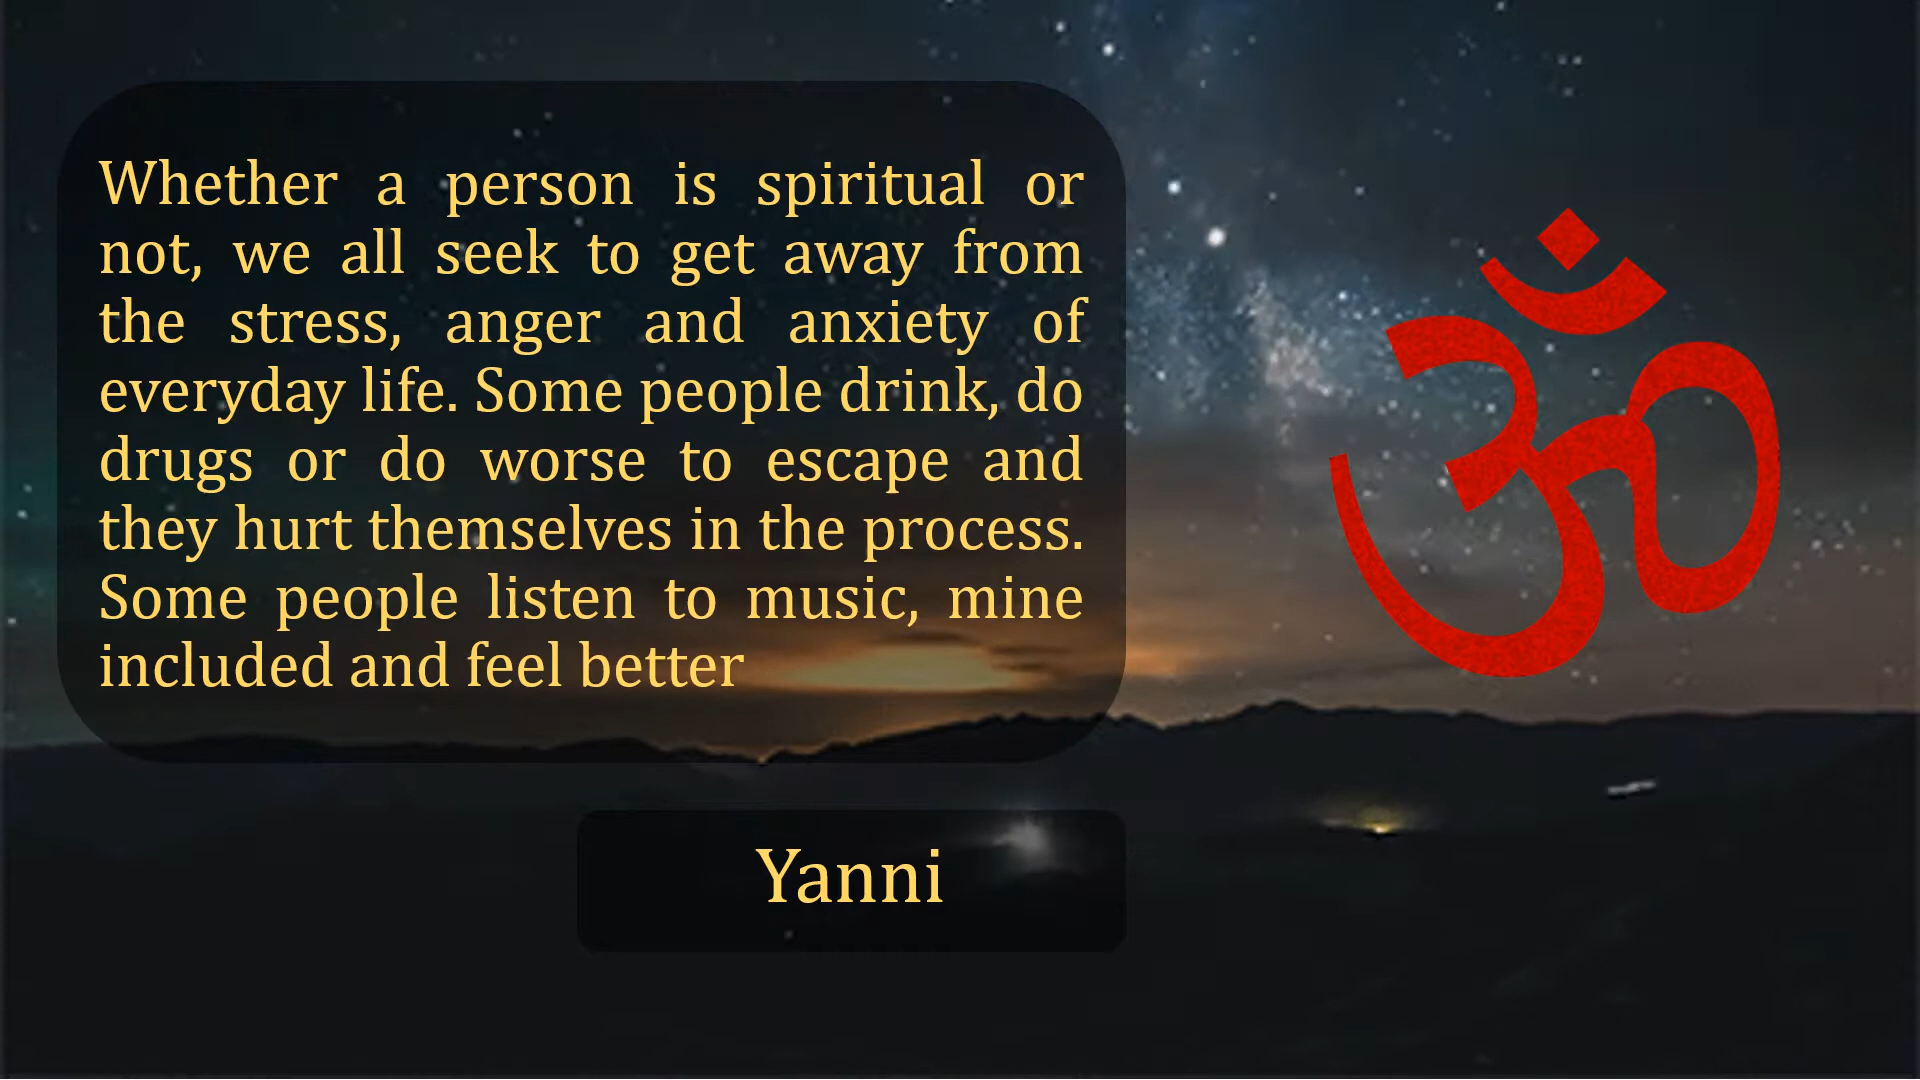 Whether a person is spiritual or
not, we all seek to get away from
the stress, anger and anxiety of
everyday life. Some people drink, do
drugs or do worse to escape and
they hurt themselves in the process.
Some people listen to music, mine
included and feel better
ॐ
Yanni